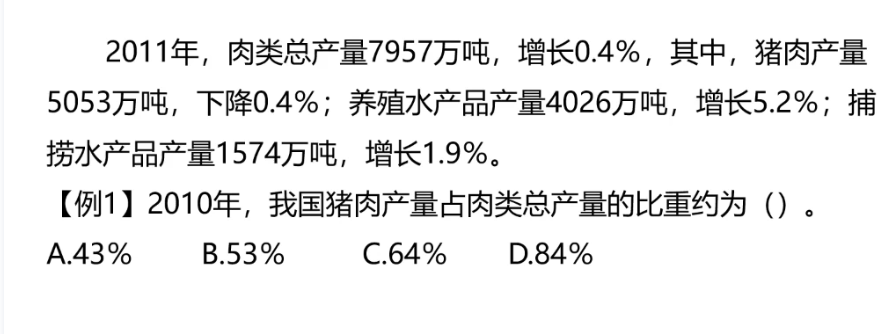 2011年，肉类总产量7957万吨，增长0.4%，其中，猪肉产量
5053万吨，下降0.4%；养殖水产品产量4026万吨，增长5.2%；捕
捞水产品产量1574万吨，增长1.9%。
【例1】2010年，我国猪肉产量占肉类总产量的比重约为（）。
A.43% B.53% C.64% D.84%